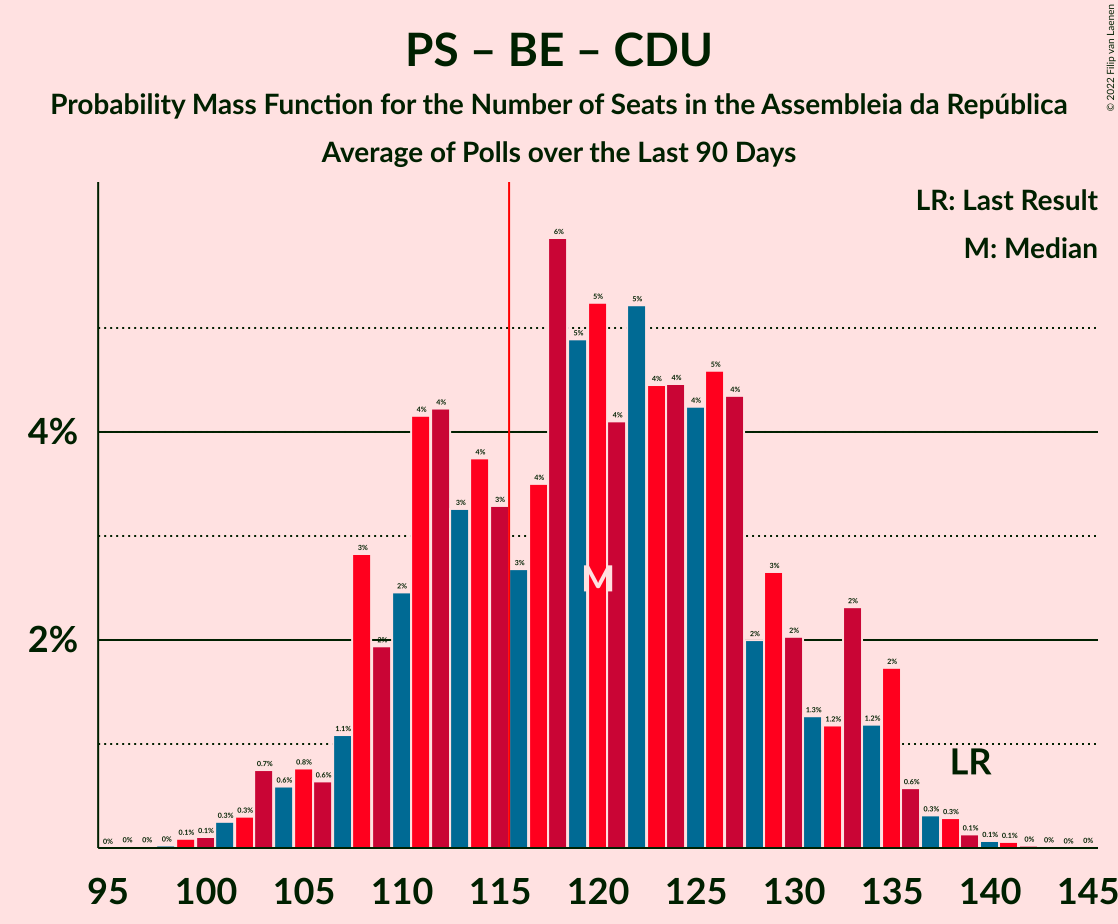 PS – BE – CDU
Probability Mass Function for the Number of Seats in the Assembleia da República
Average of Polls over the Last 90 Days
© 2022 Filip van Laenen
LR: Last Result
M: Median
4%
2%
0% 0% 0% 0% 0.1% 0.1% 0.3% 0.3% 0.7% 0.6% 0.8% 0.6% 1.1% 3% 2% 2% 4% 4% 3% 4% 3% 3% 4% 6% 5% 5% 4% 5% 4% 4% 4% 5% 4% 2% 3% 2% 1.3% 1.2% 2% 1.2% 2% 0.6% 0.3% 0.3% 0.1% 0.1% 0.1% 0% 0% 0% 0%
M
LR
95 100 105 110 115 120 125 130 135 140 145